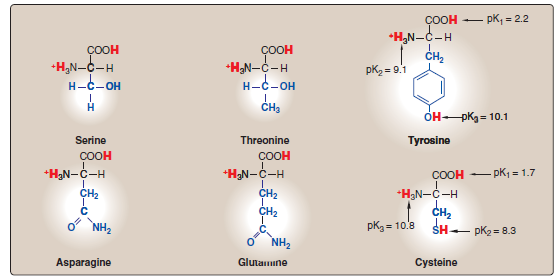 COOH
⁺H₃N–C–H
H–C–OH
H
Serine
COOH
⁺H₃N–C–H
H–C–OH
CH₃
Threonine
COOH pK₁ = 2.2
⁺H₃N–C–H
CH₂
pK₂ = 9.1
OH pK₃ = 10.1
Tyrosine
COOH
⁺H₃N–C–H
CH₂
C
O NH₂
Asparagine
COOH
⁺H₃N–C–H
CH₂
CH₂
C
O NH₂
Glutamine
COOH pK₁ = 1.7
⁺H₃N–C–H
CH₂
pK₃ = 10.8
SH pK₂ = 8.3
Cysteine